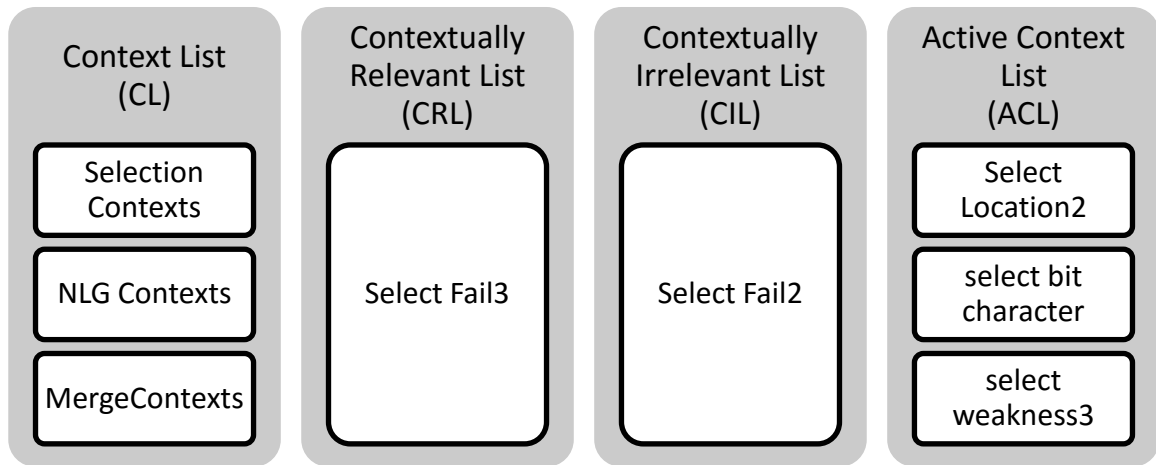 Context List
(CL)
Selection
Contexts
NLG Contexts
MergeContexts
Contextually
Relevant List
(CRL)
Select Fail3
Contextually
Irrelevant List
(CIL)
Select Fail2
Active Context
List
(ACL)
Select
Location2
select bit
character
select
weakness3